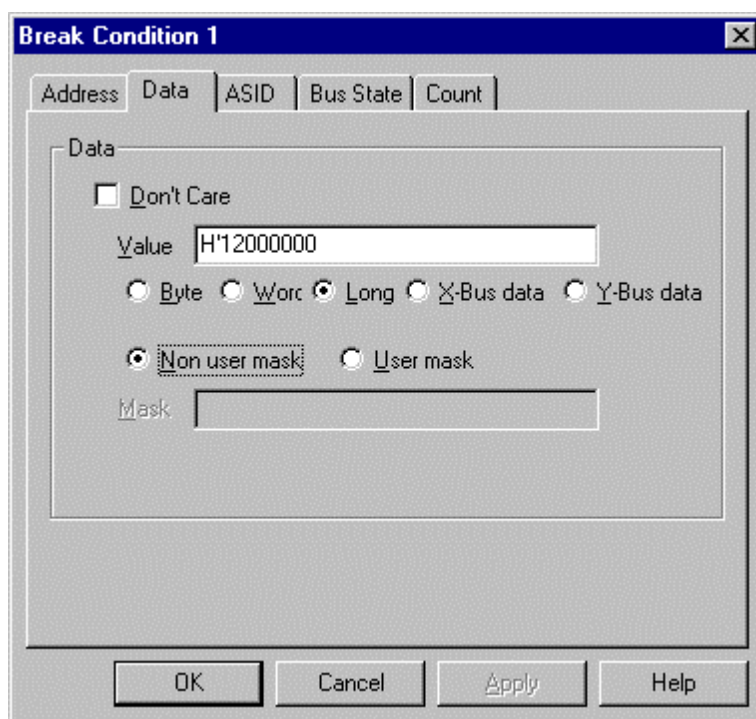 Break Condition 1
Address Data ASID Bus State Count
Data
Don't Care
Value H'12000000
Byte Worc Long X-Bus data Y-Bus data
Non user mask User mask
Mask
OK Cancel Apply Help